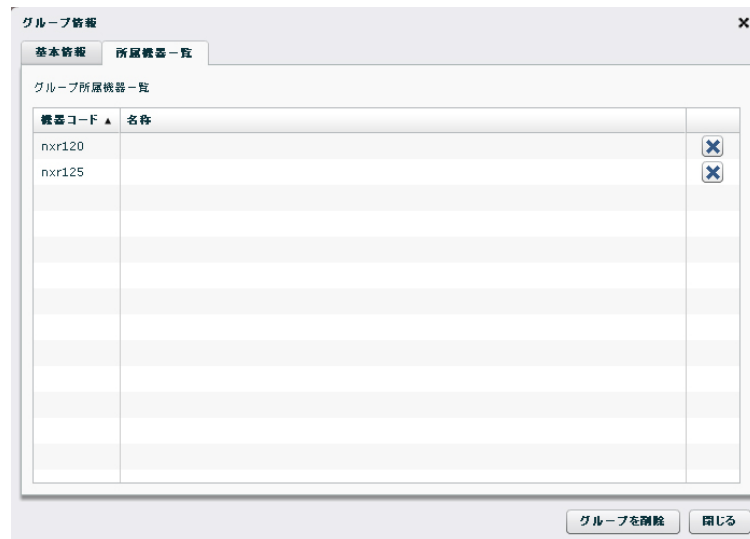 グループ情報
基本情報 所属機器一覧
グループ所属機器一覧
機器コード ▲ 名称
nxr120
nxr125
グループを削除 閉じる